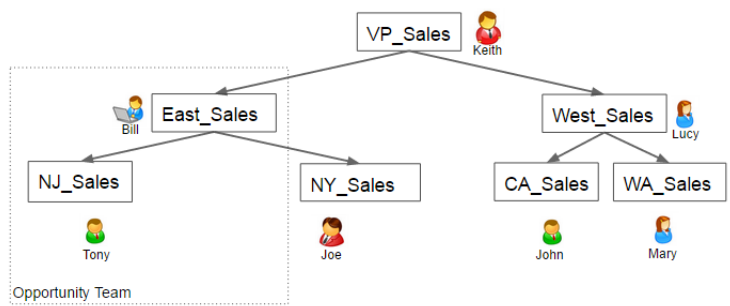 VP_Sales
Keith
East_Sales
Bill
West_Sales
Lucy
NJ_Sales
NY_Sales
CA_Sales
WA_Sales
Tony
Joe
John
Mary
Opportunity Team